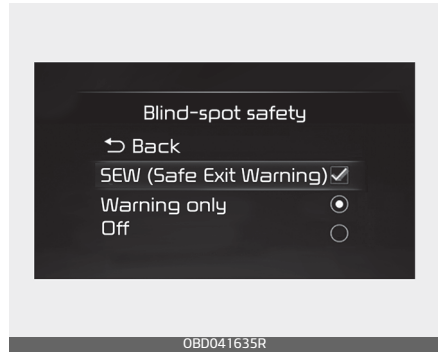 Blind-spot safety
Back
SEW (Safe Exit Warning)
Warning only
Off
OBD041635R